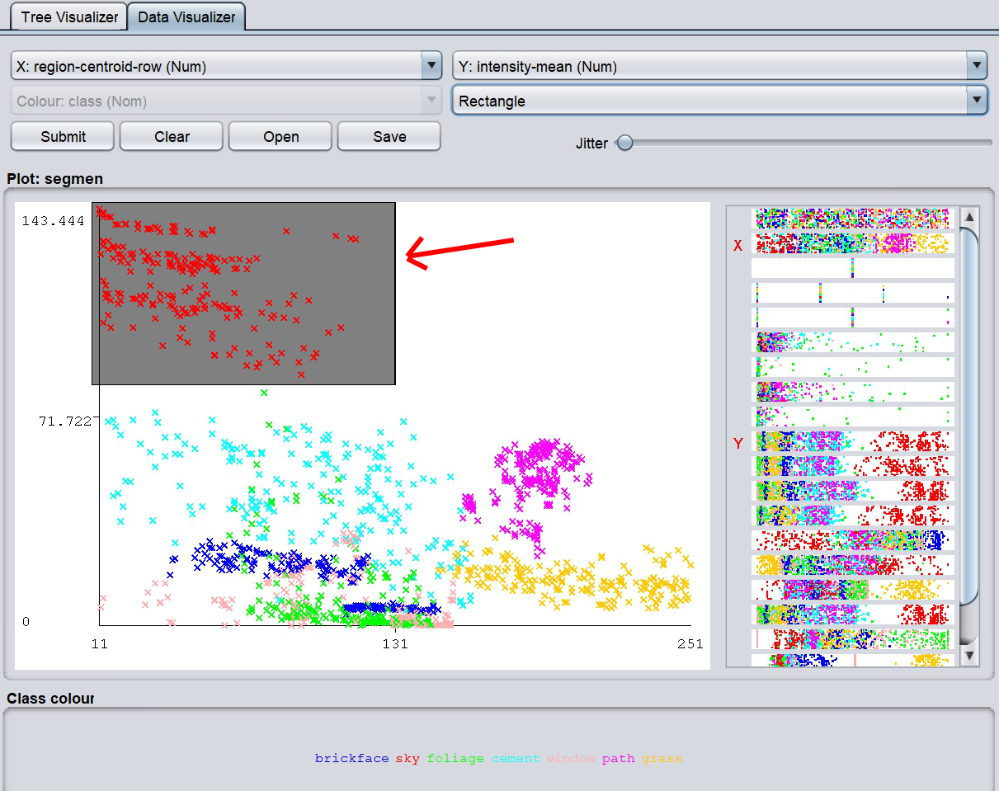 Tree Visualizer Data Visualizer
X: region-centroid-row (Num) Y: intensity-mean (Num)
Colour: class (Nom) Rectangle
Submit Clear Open Save Jitter
Plot: segmen
143.444
X
71.722
Y
0
11 131 251
Class colour
brickface sky foliage cement window path grass